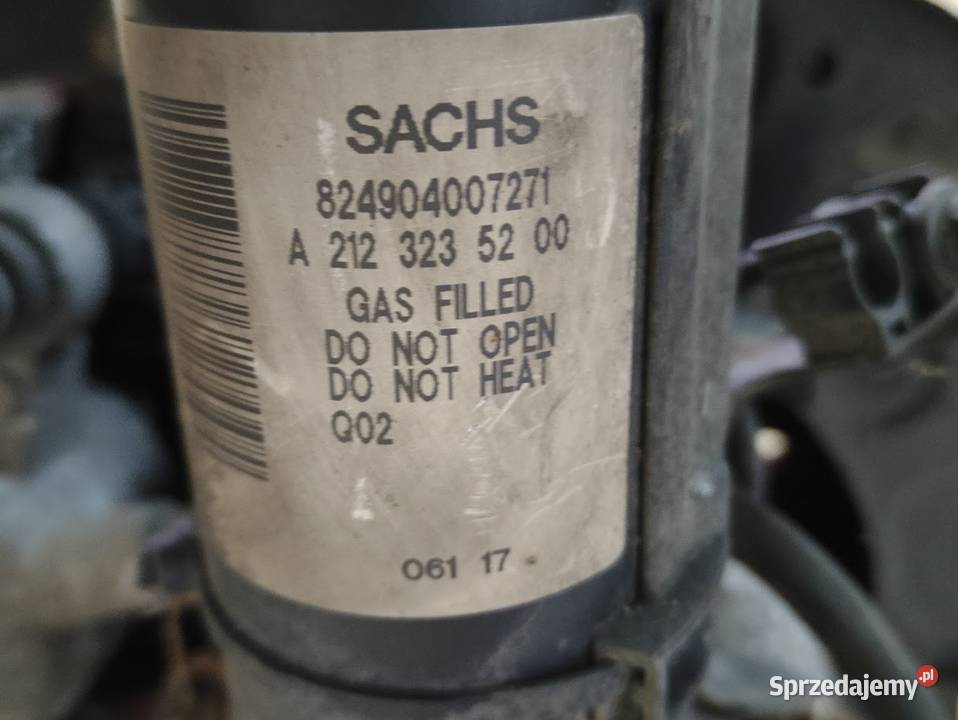 SACHS
824904007271
A 212 323 52 00
GAS FILLED
DO NOT OPEN
DO NOT HEAT
Q02
061 17
Sprzedajemy.pl